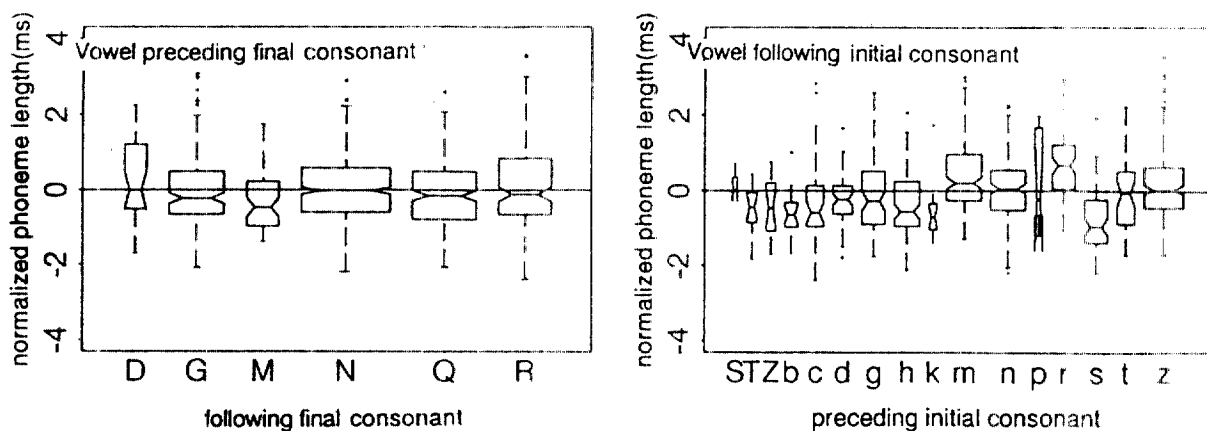 Vowel preceding final consonant
normalized phoneme length(ms)
4
2
0
-2
-4
D G M N Q R
following final consonant
Vowel following initial consonant
normalized phoneme length(ms)
4
2
0
-2
-4
S T Z b c d g h k m n p r s t z
preceding initial consonant